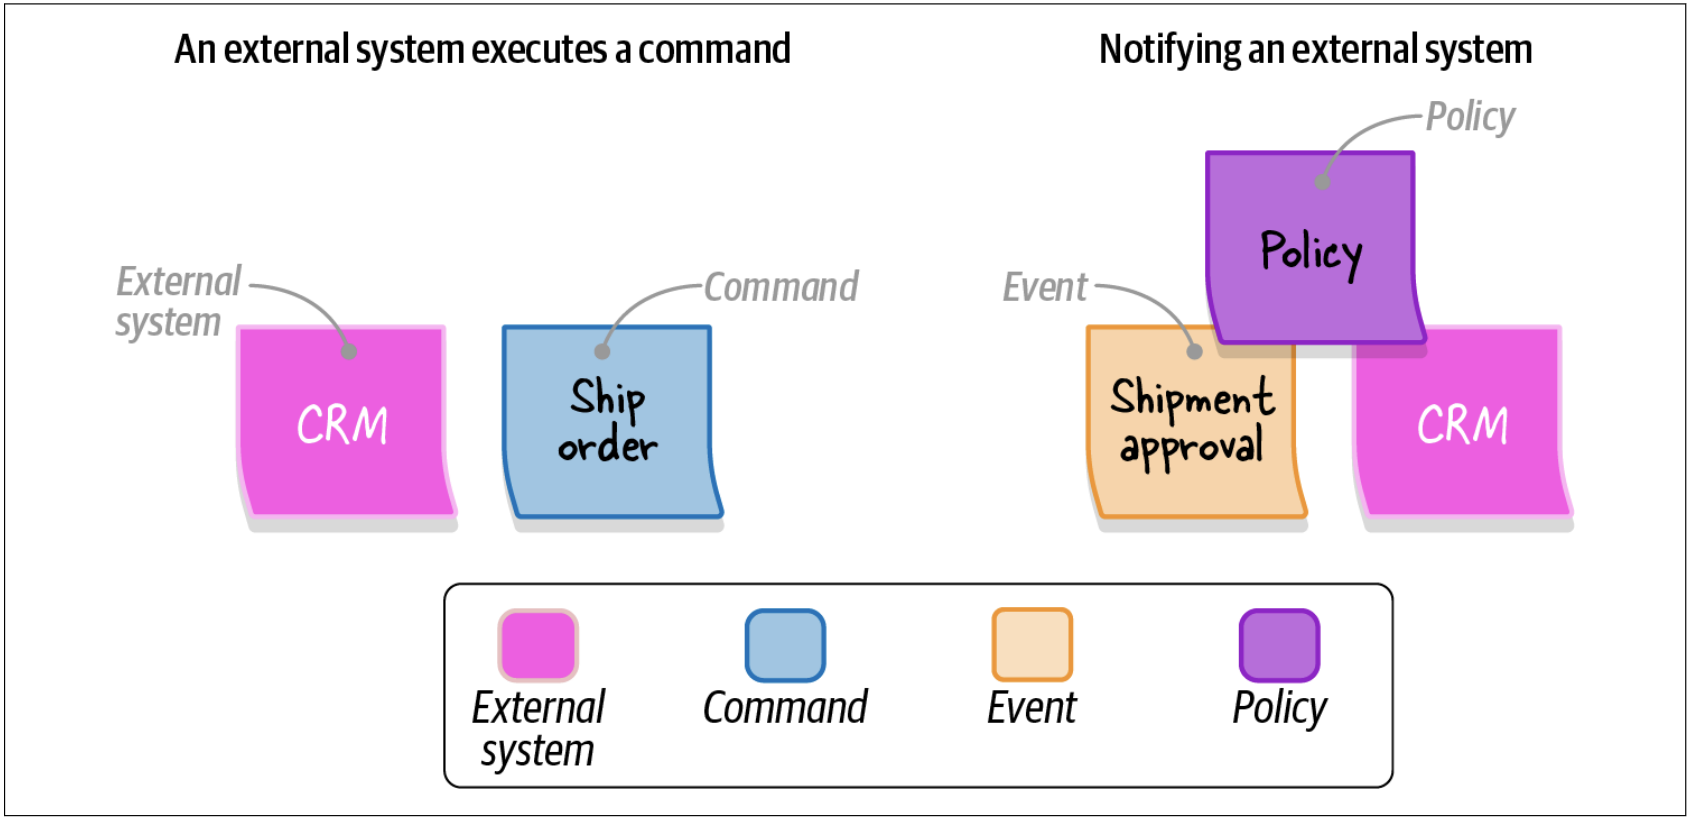 An external system executes a command
Notifying an external system
Policy
External
system
Command
Event
Policy
CRM
Ship
order
Shipment
approval
CRM
External
system
Command
Event
Policy